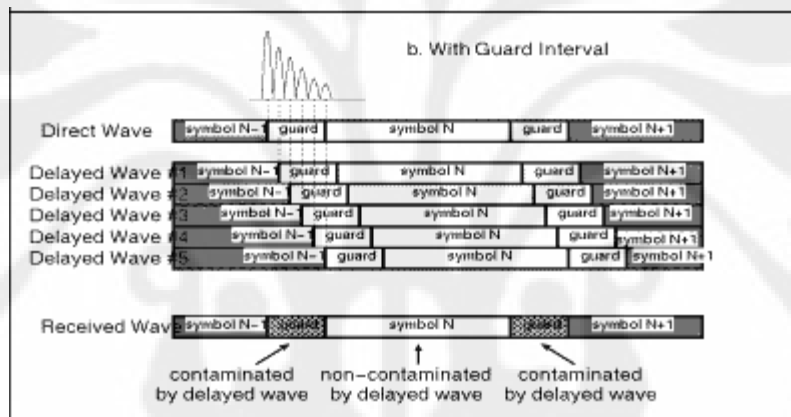 b. With Guard Interval
Direct Wave symbol N-1 guard symbol N guard symbol N+1
Delayed Wave #1 symbol N- guard symbol N guard symbol N+1
Delayed Wave #2 symbol N- guard symbol N guard symbol N+1
Delayed Wave #3 symbol N- guard symbol N guard symbol N+1
Delayed Wave #4 symbol N- guard symbol N guard symbol N+1
Delayed Wave #5 symbol N-1 guard symbol N guard symbol N+1
Received Wave symbol N-1 guard symbol N guard symbol N+1
contaminated non-contaminated contaminated
by delayed wave by delayed wave by delayed wave